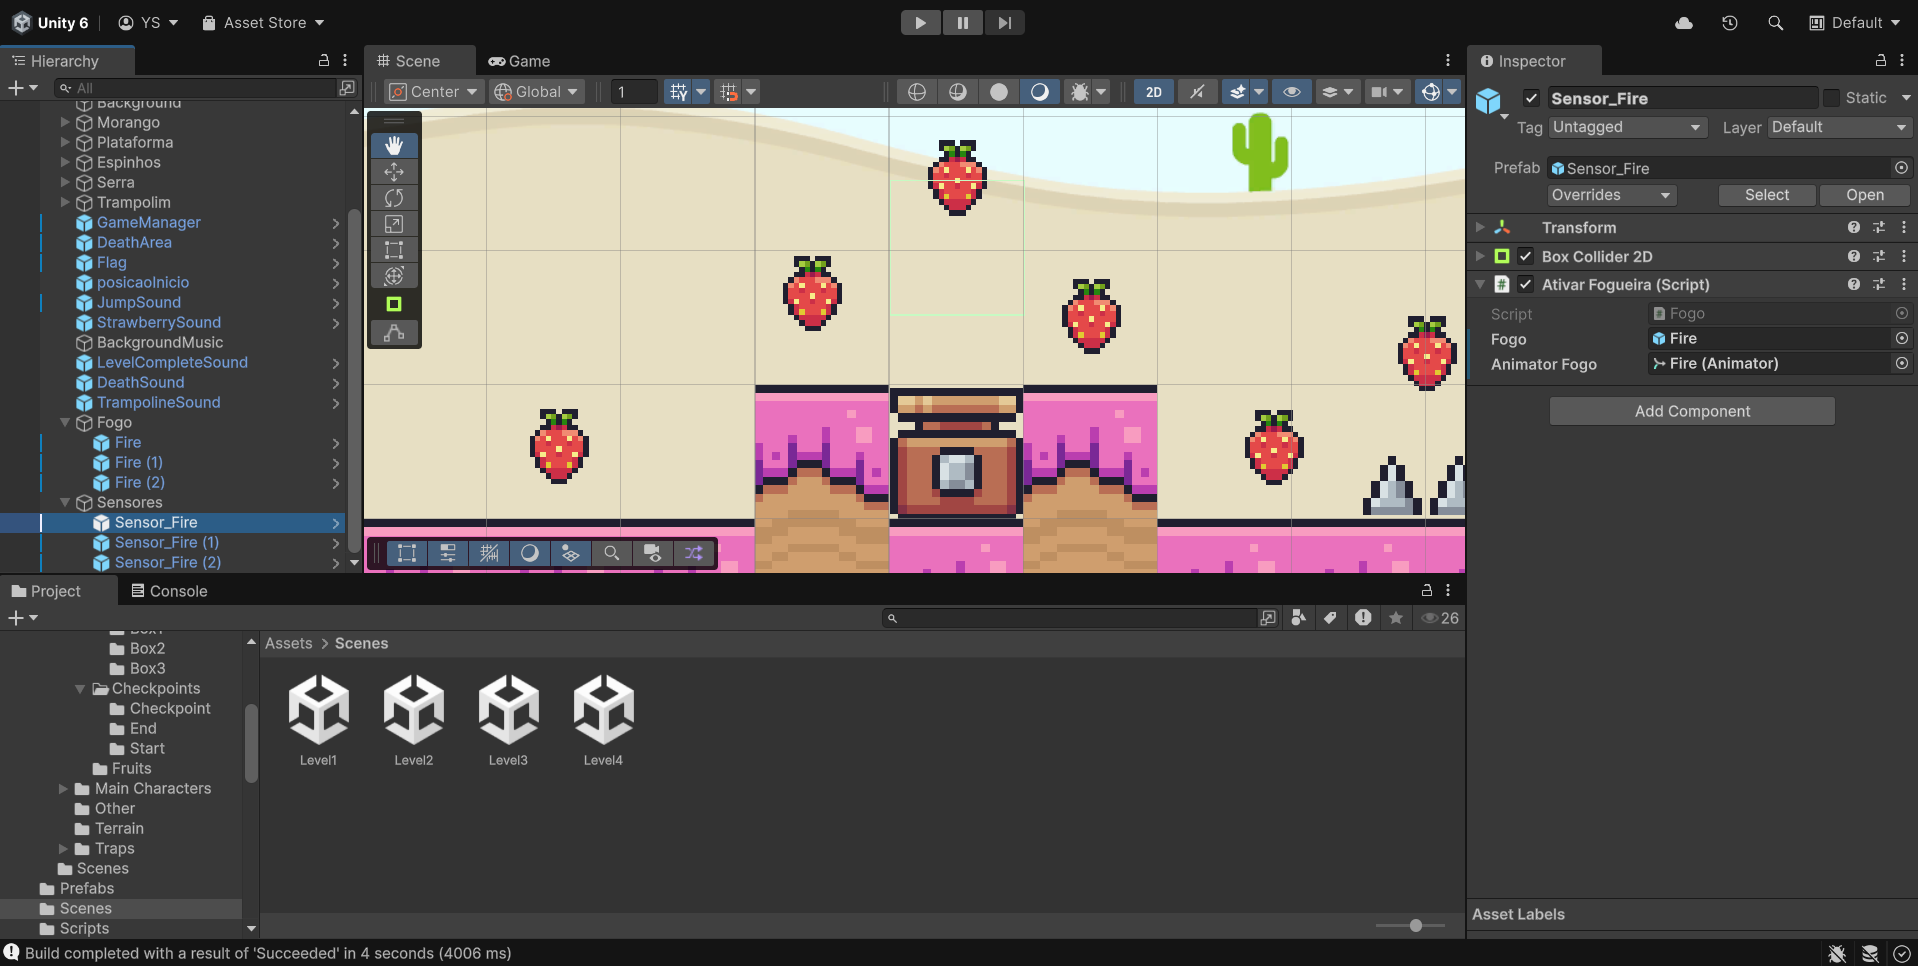 Unity 6
YS
Asset Store
Default
Hierarchy
All
Background
Morango
Plataforma
Espinhos
Serra
Trampolim
GameManager
DeathArea
Flag
posicaoInicio
JumpSound
StrawberrySound
BackgroundMusic
LevelCompleteSound
DeathSound
TrampolineSound
Fogo
Fire
Fire (1)
Fire (2)
Sensores
Sensor_Fire
Sensor_Fire (1)
Sensor_Fire (2)
Scene
Game
Center
Global
1
2D
Inspector
Sensor_Fire
Static
Tag
Untagged
Layer
Default
Prefab
Sensor_Fire
Overrides
Select
Open
Transform
Box Collider 2D
Ativar Fogueira (Script)
Script
Fogo
Fogo
Fire
Animator Fogo
Fire (Animator)
Add Component
Asset Labels
Project
Console
26
Box1
Box2
Box3
Checkpoints
Checkpoint
End
Start
Fruits
Main Characters
Other
Terrain
Traps
Scenes
Prefabs
Scenes
Scripts
Assets > Scenes
Level1
Level2
Level3
Level4
Build completed with a result of 'Succeeded' in 4 seconds (4006 ms)